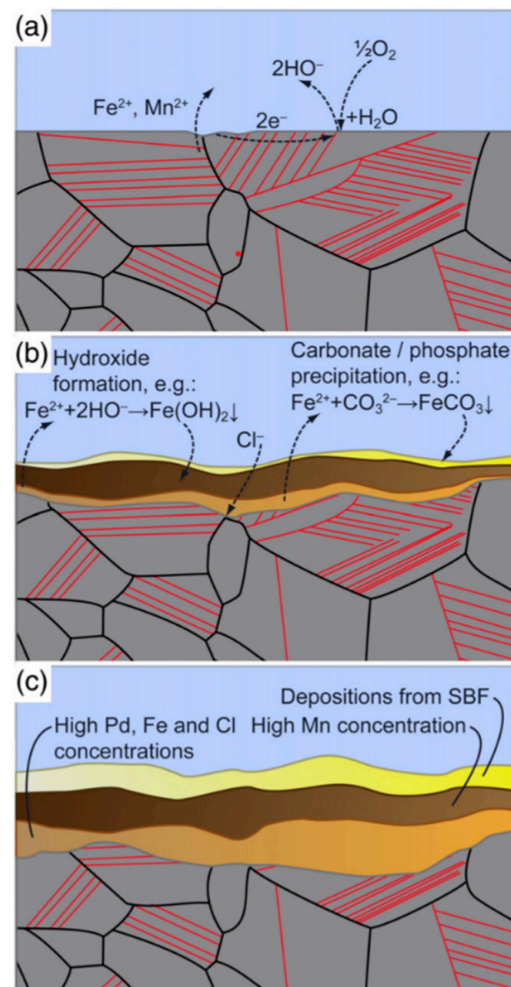 (a)
½O₂
2HO⁻
Fe²⁺, Mn²⁺
2e⁻
+H₂O
(b)
Hydroxide
formation, e.g.:
Fe²⁺+2HO⁻→Fe(OH)₂↓
Carbonate / phosphate
precipitation, e.g.:
Fe²⁺+CO₃²⁻→FeCO₃↓
Cl⁻
(c)
Depositions from SBF
High Pd, Fe and Cl
concentrations
High Mn concentration